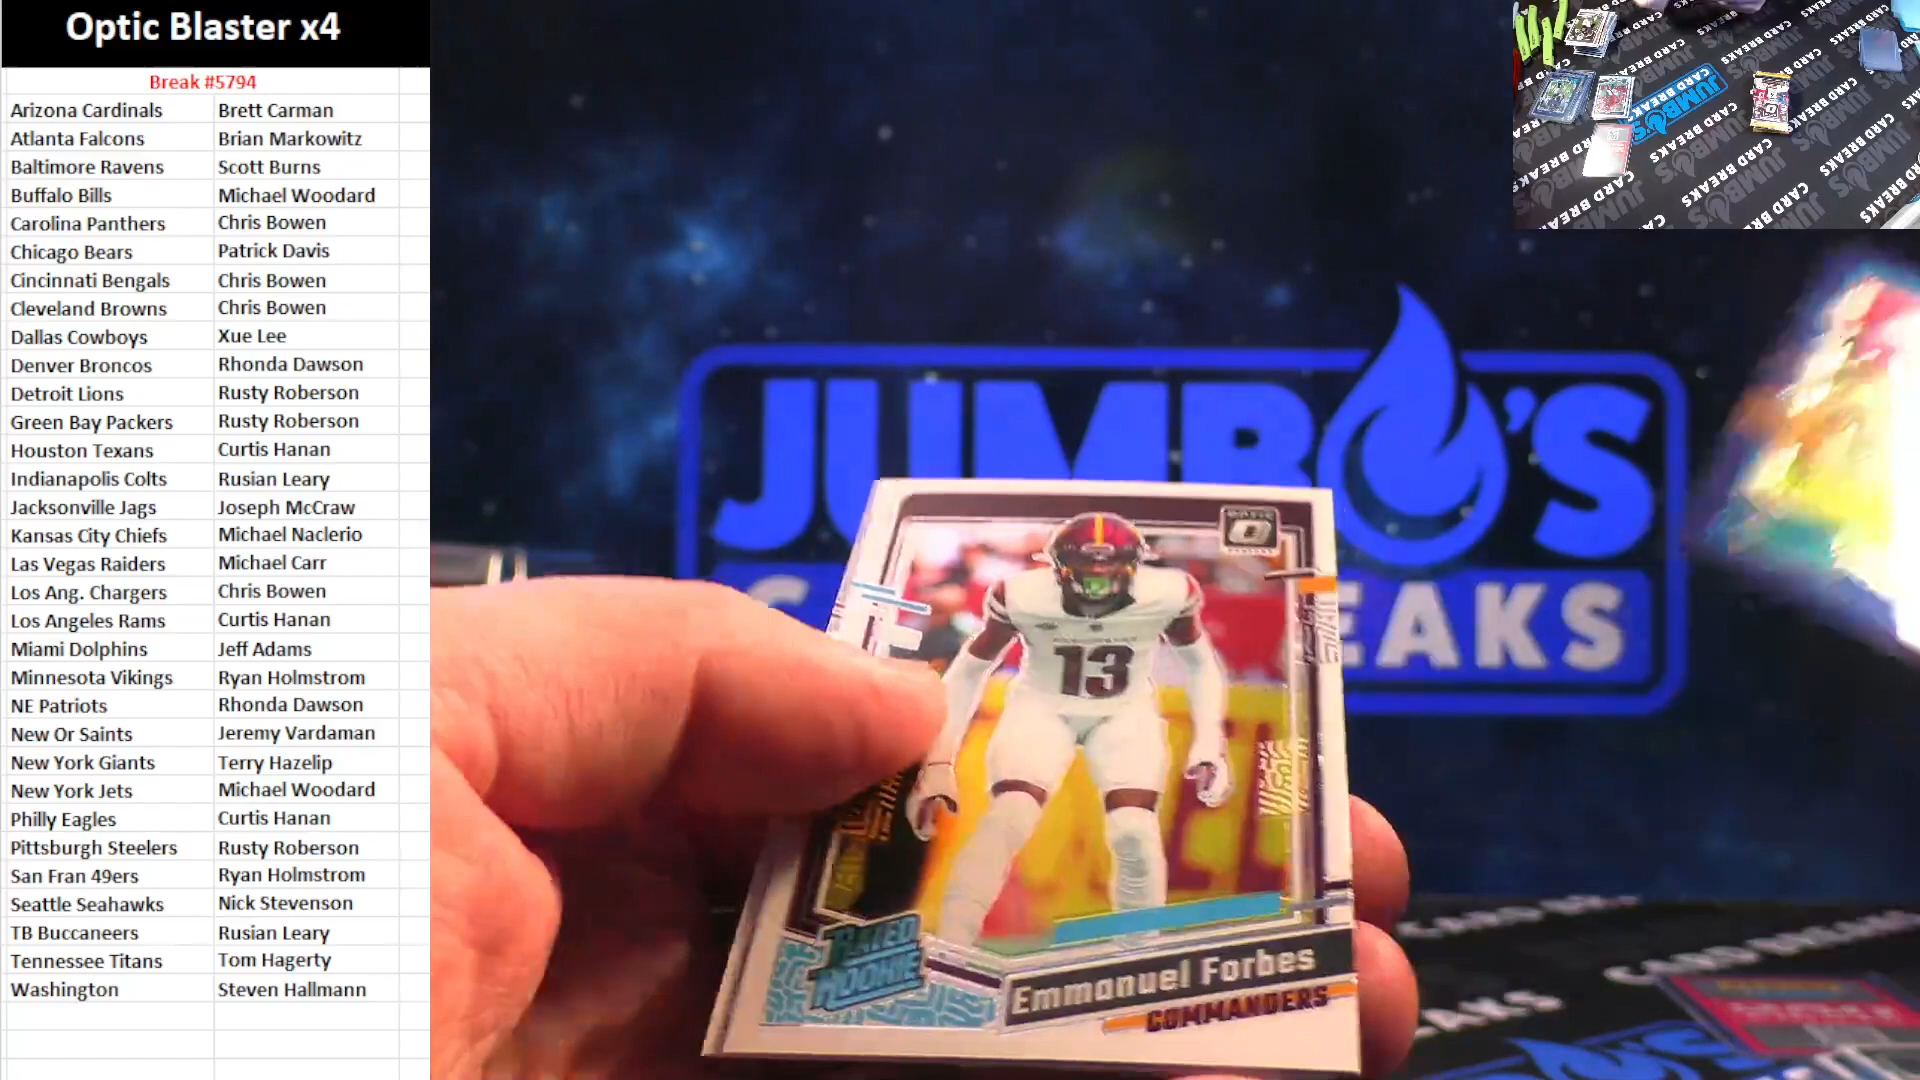 Optic Blaster x4
Break #5794
Arizona Cardinals Brett Carman
Atlanta Falcons Brian Markowitz
Baltimore Ravens Scott Burns
Buffalo Bills Michael Woodard
Carolina Panthers Chris Bowen
Chicago Bears Patrick Davis
Cincinnati Bengals Chris Bowen
Cleveland Browns Chris Bowen
Dallas Cowboys Xue Lee
Denver Broncos Rhonda Dawson
Detroit Lions Rusty Roberson
Green Bay Packers Rusty Roberson
Houston Texans Curtis Hanan
Indianapolis Colts Rusian Leary
Jacksonville Jags Joseph McCraw
Kansas City Chiefs Michael Naclerio
Las Vegas Raiders Michael Carr
Los Ang. Chargers Chris Bowen
Los Angeles Rams Curtis Hanan
Miami Dolphins Jeff Adams
Minnesota Vikings Ryan Holmstrom
NE Patriots Rhonda Dawson
New Or Saints Jeremy Vardaman
New York Giants Terry Hazelip
New York Jets Michael Woodard
Philly Eagles Curtis Hanan
Pittsburgh Steelers Rusty Roberson
San Fran 49ers Ryan Holmstrom
Seattle Seahawks Nick Stevenson
TB Buccaneers Rusian Leary
Tennessee Titans Tom Hagerty
Washington Steven Hallmann
JUMBO'S
C EAKS
OPTIC
13
RATED
ROOKIE
Emmanuel Forbes
COMMANDERS
JUMBO'S
CARD BREAKS
CARD BREAKS